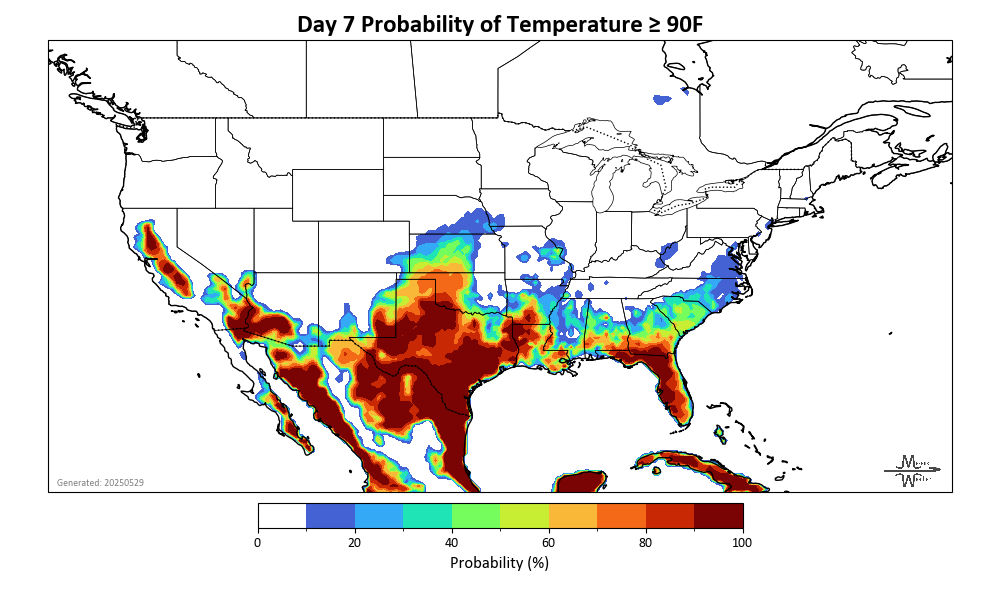 Day 7 Probability of Temperature ≥ 90F
Generated: 20250529
0 20 40 60 80 100
Probability (%)